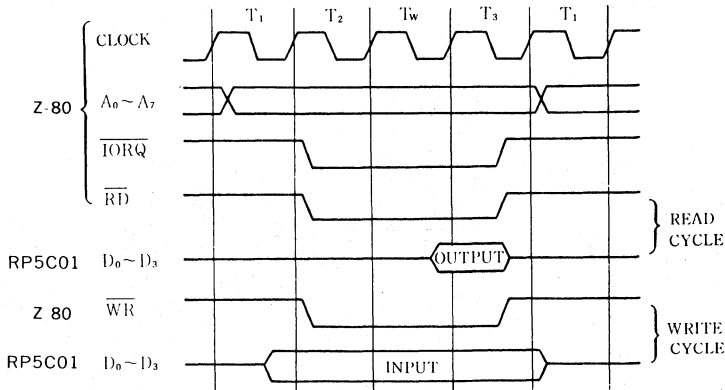 T₁ T₂ Tw T₃ T₁
CLOCK
Z-80 A₀~A₇
IORQ
RD
READ
CYCLE
RP5C01 D₀~D₃ OUTPUT
Z 80 WR
WRITE
CYCLE
RP5C01 D₀~D₃ INPUT